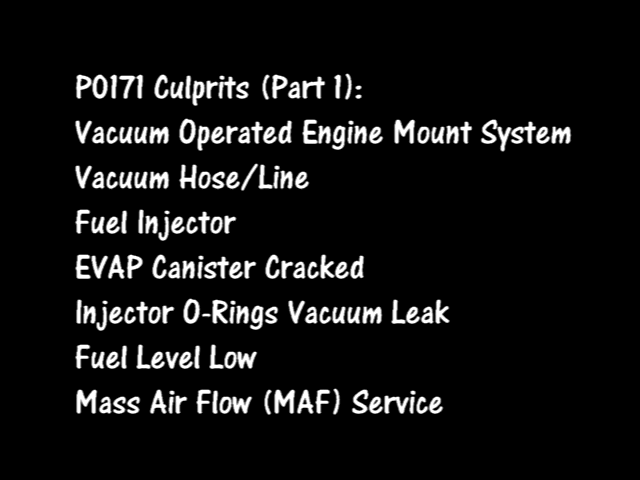 P0171 Culprits (Part 1):
Vacuum Operated Engine Mount System
Vacuum Hose/Line
Fuel Injector
EVAP Canister Cracked
Injector O-Rings Vacuum Leak
Fuel Level Low
Mass Air Flow (MAF) Service